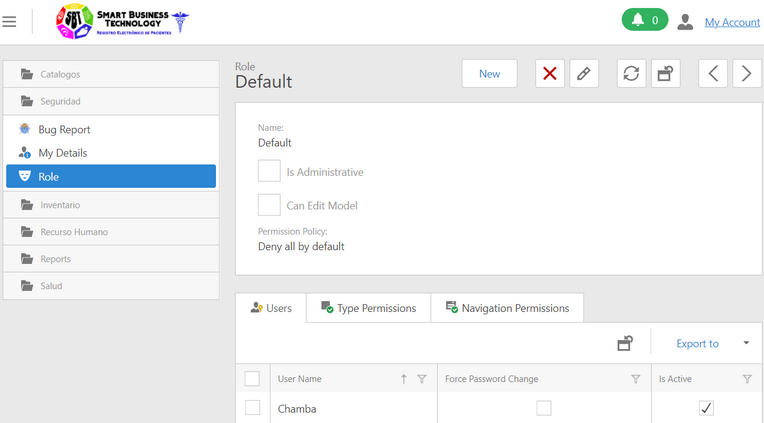 SBT
SMART BUSINESS
TECHNOLOGY
REGISTRO ELECTRÓNICO DE PACIENTES
0
My Account
Catalogos
Seguridad
Bug Report
My Details
Role
Inventario
Recurso Humano
Reports
Salud
Role
Default
New
Name:
Default
Is Administrative
Can Edit Model
Permission Policy:
Deny all by default
Users
Type Permissions
Navigation Permissions
Export to
User Name
Force Password Change
Is Active
Chamba